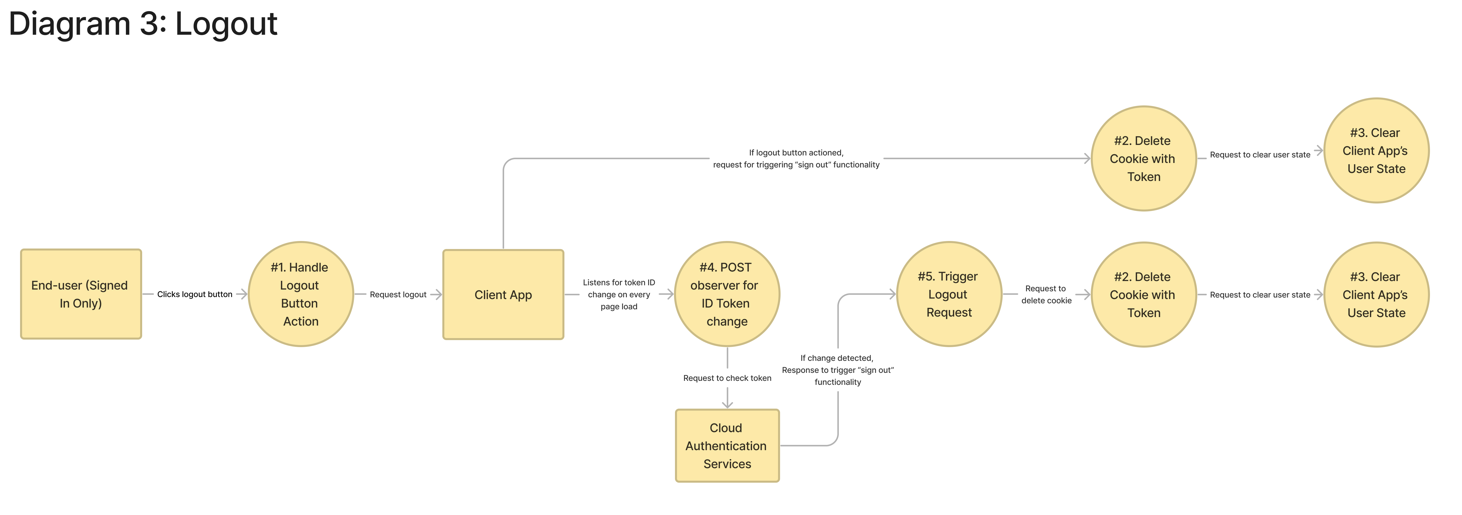 Diagram 3: Logout
If logout button actioned,
request for triggering “sign out” functionality
#2. Delete
Cookie with
Token
Request to clear user state
#3. Clear
Client App’s
User State
End-user (Signed
In Only)
Clicks logout button
#1. Handle
Logout
Button
Action
Request logout
Client App
Listens for token ID
change on every
page load
#4. POST
observer for
ID Token
change
#5. Trigger
Logout
Request
Request to
delete cookie
#2. Delete
Cookie with
Token
Request to clear user state
#3. Clear
Client App’s
User State
Request to check token
If change detected,
Response to trigger “sign out”
functionality
Cloud
Authentication
Services